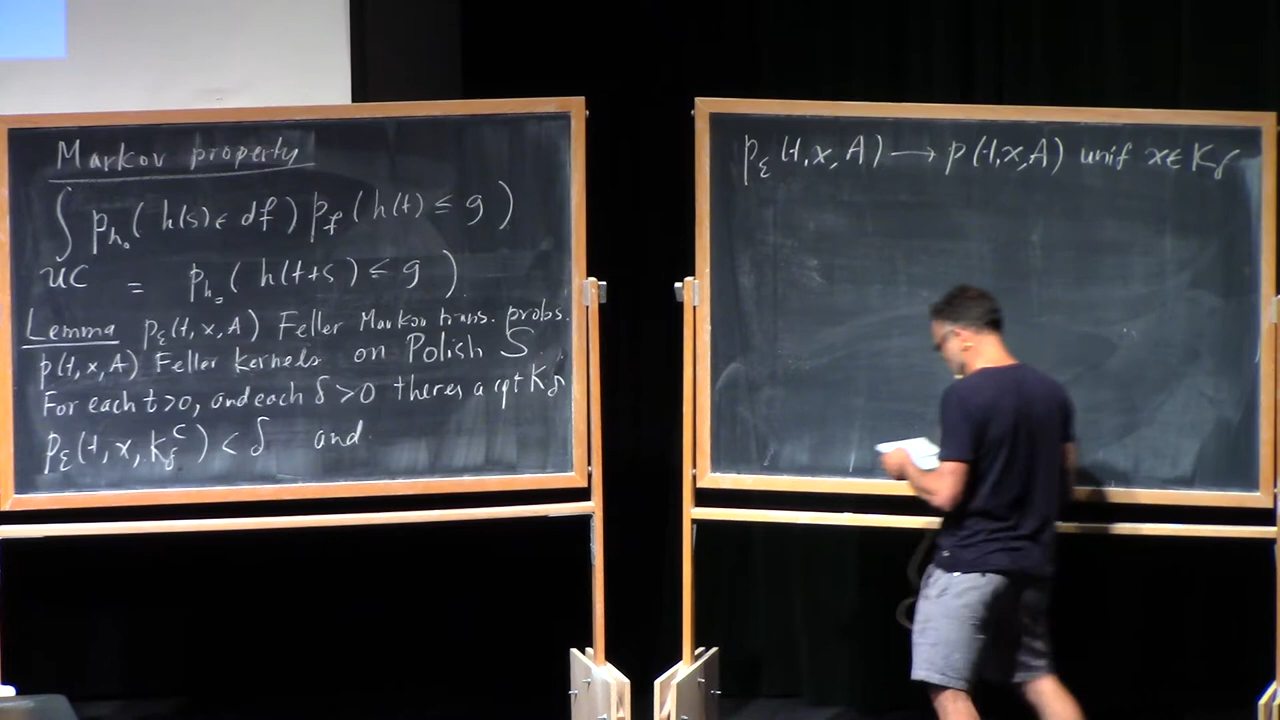 Markov property
∫ p_{h_0}( h(s) ∈ df ) p_f ( h(t) ≤ g )
UC = p_{h_0} ( h(t+s) ≤ g )
Lemma p_ε(t, x, A) Feller Markov trans. probs.
p(t, x, A) Feller kernels on Polish S.
For each t>0, and each δ>0 theres a cpt K_δ
p_ε(t, x, K_δ^c) < δ and
p_ε(t, x, A) → p(t, x, A) unif x ∈ K_δ